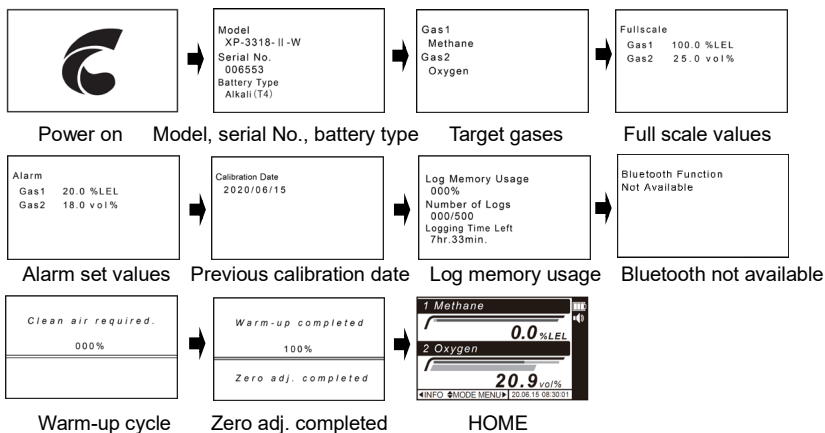 Model
XP-3318-Ⅱ-W
Serial No.
006553
Battery Type
Alkali(T4)
Gas1
Methane
Gas2
Oxygen
Fullscale
Gas1 100.0 %LEL
Gas2 25.0 vol%
Power on
Model, serial No., battery type
Target gases
Full scale values
Alarm
Gas1 20.0 %LEL
Gas2 18.0 vol%
Calibration Date
2020/06/15
Log Memory Usage
000%
Number of Logs
000/500
Logging Time Left
7hr.33min.
Bluetooth Function
Not Available
Alarm set values
Previous calibration date
Log memory usage
Bluetooth not available
Clean air required.
000%
Warm-up completed
100%
Zero adj. completed
1 Methane
0.0 %LEL
2 Oxygen
20.9 vol%
◀INFO ◆MODE MENU▶ 20.06.15 08:30:01
Warm-up cycle
Zero adj. completed
HOME